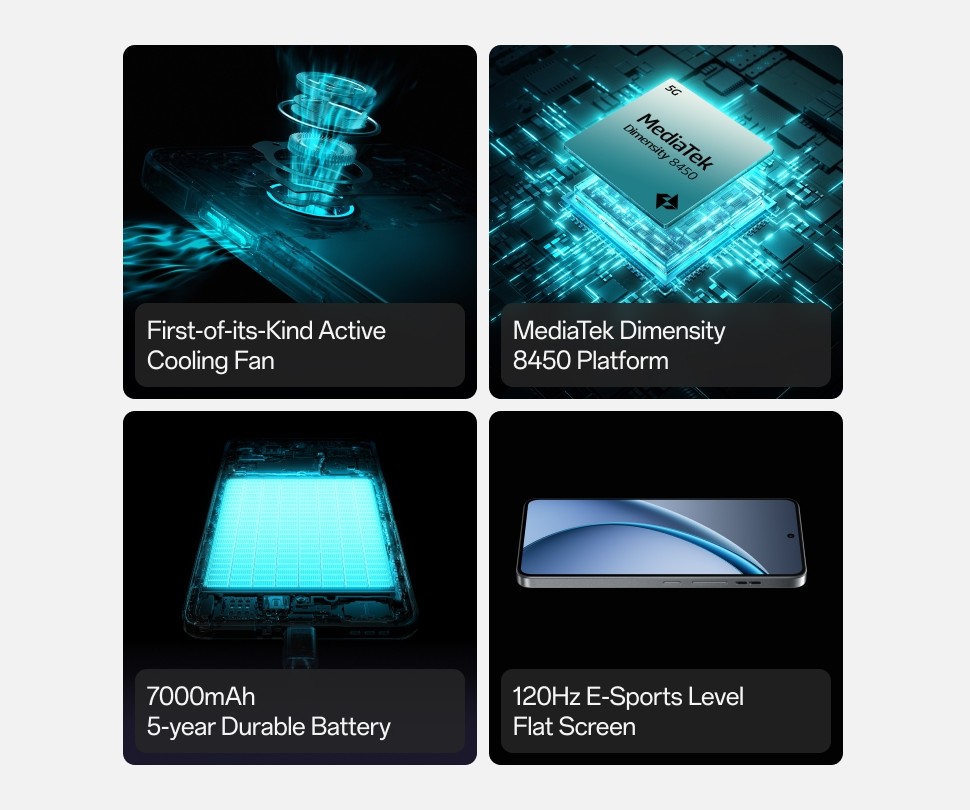 First-of-its-Kind Active
Cooling Fan
5G
MediaTek
Dimensity 8450
MediaTek Dimensity
8450 Platform
7000mAh
5-year Durable Battery
120Hz E-Sports Level
Flat Screen